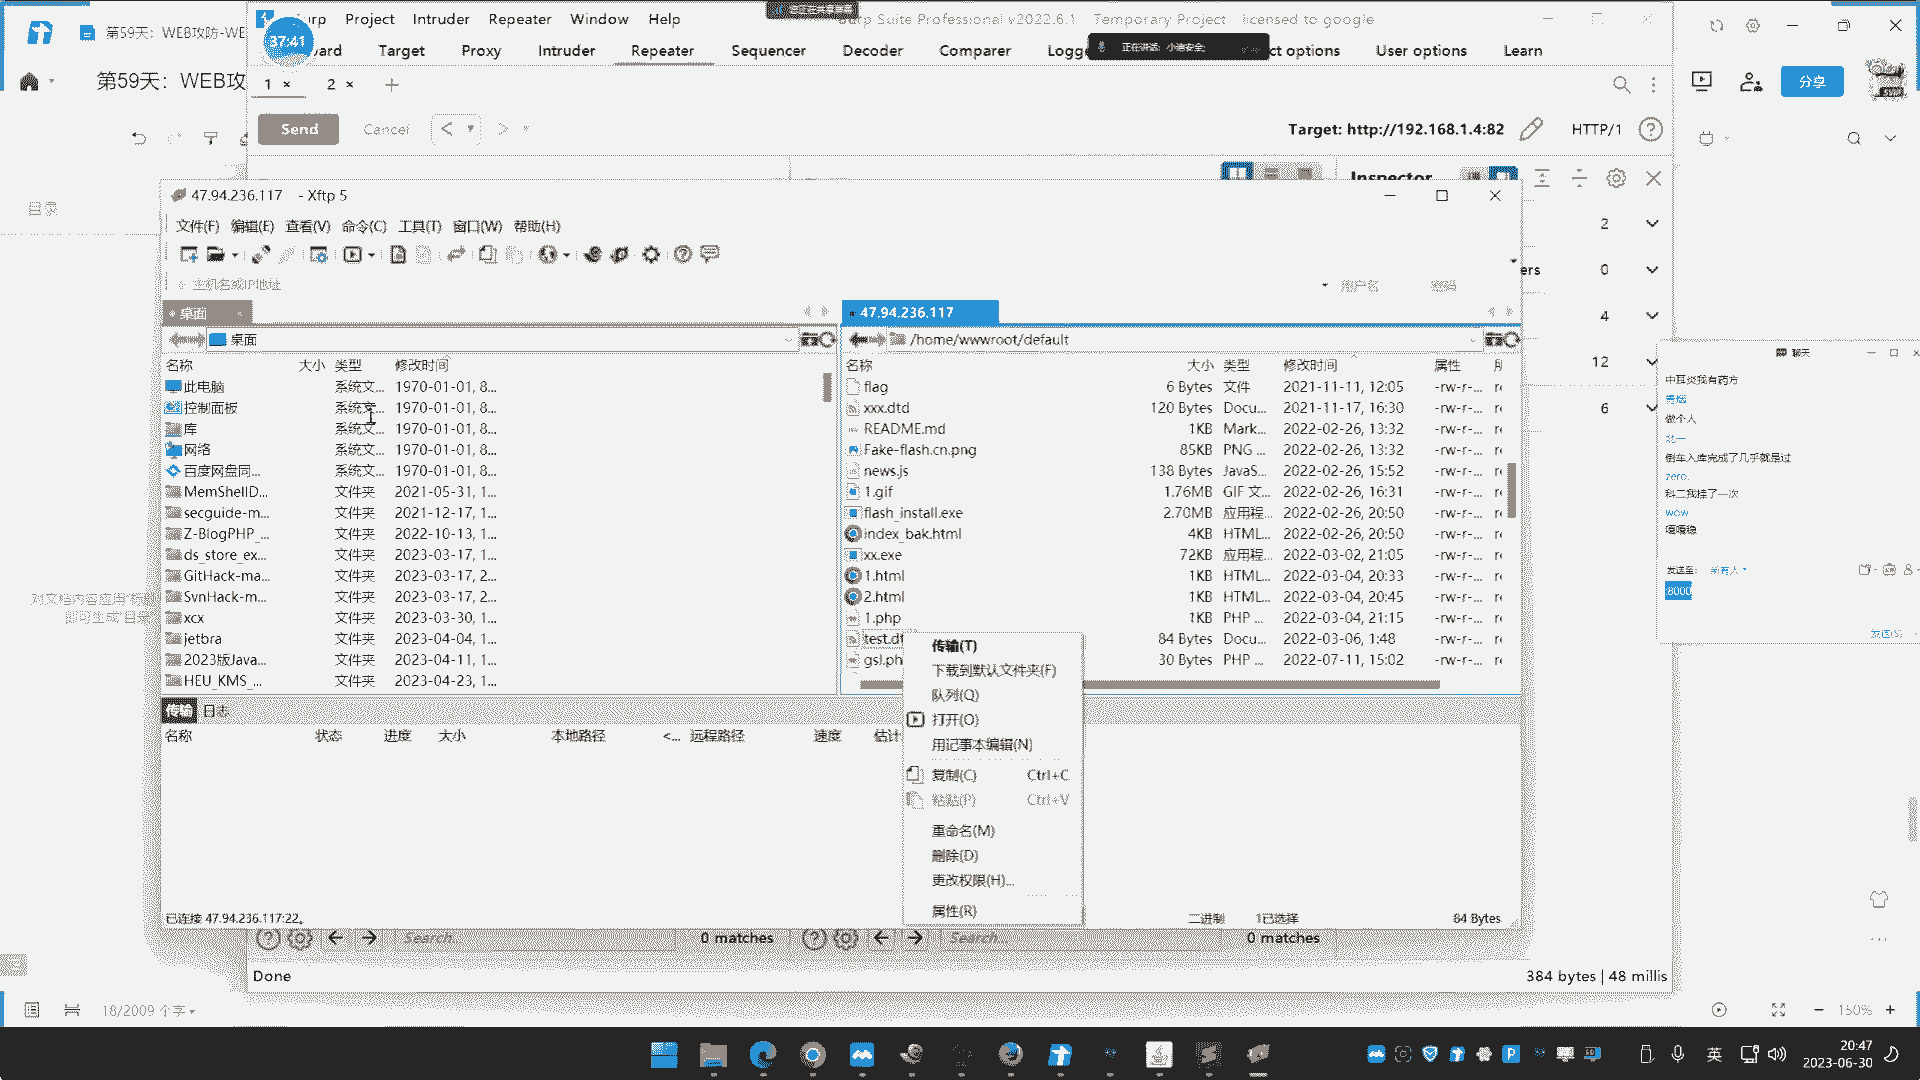 第59天：WEB攻防-WE
urp Project Intruder Repeater Window Help
urp Suite Professional v2022.6.1 Temporary Project licensed to google
37:41
ard Target Proxy Intruder Repeater Sequencer Decoder Comparer Logge ct options User options Learn
正在讲话: 小迪安全;
第59天：WEB攻
1 × 2 × +
分享
Send Cancel < >
Target: http://192.168.1.4:82 HTTP/1
Inspector
目录
47.94.236.117 - Xftp 5
文件(F) 编辑(E) 查看(V) 命令(C) 工具(T) 窗口(W) 帮助(H)
主机名或IP地址 用户名 密码
桌面
47.94.236.117
桌面
/home/wwwroot/default
名称 大小 类型 修改时间
此电脑 系统文... 1970-01-01, 8...
控制面板 系统文... 1970-01-01, 8...
库 系统文... 1970-01-01, 8...
网络 系统文... 1970-01-01, 8...
百度网盘同... 系统文... 1970-01-01, 8...
MemShellD... 文件夹 2021-05-31, 1...
secguide-m... 文件夹 2021-12-17, 1...
Z-BlogPHP_... 文件夹 2022-10-13, 1...
ds_store_ex... 文件夹 2023-03-17, 1...
GitHack-ma... 文件夹 2023-03-17, 2...
SvnHack-m... 文件夹 2023-03-17, 2...
xcx 文件夹 2023-03-30, 1...
jetbra 文件夹 2023-04-04, 1...
2023版Java... 文件夹 2023-04-11, 1...
HEU_KMS_... 文件夹 2023-04-23, 1...
名称 大小 类型 修改时间 属性
flag 6 Bytes 文件 2021-11-11, 12:05 -rw-r-...
xxx.dtd 120 Bytes Docu... 2021-11-17, 16:30 -rw-r-...
README.md 1KB Mark... 2022-02-26, 13:32 -rw-r-...
Fake-flash.cn.png 85KB PNG ... 2022-02-26, 13:32 -rw-r-...
news.js 138 Bytes JavaS... 2022-02-26, 15:52 -rw-r-...
1.gif 1.76MB GIF 文... 2022-02-26, 16:31 -rw-r-...
flash_install.exe 2.70MB 应用程... 2022-02-26, 20:50 -rw-r-...
index_bak.html 4KB HTML... 2022-02-26, 20:50 -rw-r-...
xx.exe 72KB 应用程... 2022-03-02, 21:05 -rw-r-...
1.html 1KB HTML... 2022-03-04, 20:33 -rw-r-...
2.html 1KB HTML... 2022-03-04, 20:45 -rw-r-...
1.php 1KB PHP ... 2022-03-04, 21:15 -rw-r-...
test.dt 84 Bytes Docu... 2022-03-06, 1:48 -rw-r-...
gsl.ph 30 Bytes PHP ... 2022-07-11, 15:02 -rw-r-...
传输(T)
下载到默认文件夹(F)
队列(Q)
打开(O)
用记事本编辑(N)
复制(C) Ctrl+C
粘贴(P) Ctrl+V
重命名(M)
删除(D)
更改权限(H)...
属性(R)
传输 日志
名称 状态 进度 大小 本地路径 <... 远程路径 速度 估计
已连接 47.94.236.117:22。
二进制 1已选择 84 Bytes
2
ers 0
4
12
6
聊天
中耳炎我有药方
做个人
倒车入库完成了几乎就是过
zero.
科二我挂了一次
wow
嘎嘎稳
发送至: 所有人
:8000
发送(S)
对文档内容应用“标题
即可生成“目录
Search... 0 matches
Search... 0 matches
Done
384 bytes | 48 millis
18/2009 个字
150%
英
20:47
2023-06-30